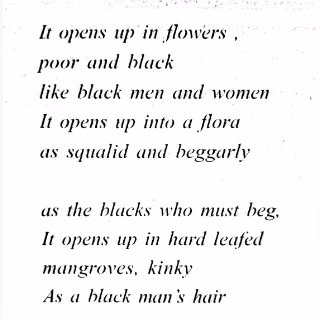 It opens up in flowers ,
poor and black
like black men and women
It opens up into a flora
as squalid and beggarly
as the blacks who must beg,
It opens up in hard leafed
mangroves, kinky
As a black man's hair